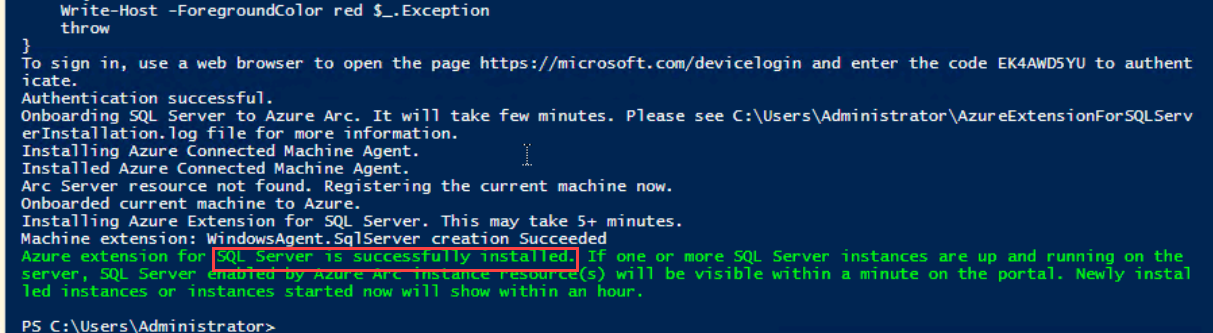 Write-Host -ForegroundColor red $_.Exception
throw
}
To sign in, use a web browser to open the page https://microsoft.com/devicelogin and enter the code EK4AWD5YU to authent
icate.
Authentication successful.
Onboarding SQL Server to Azure Arc. It will take few minutes. Please see C:\Users\Administrator\AzureExtensionForSQLServ
erInstallation.log file for more information.
Installing Azure Connected Machine Agent.
Installed Azure Connected Machine Agent.
Arc Server resource not found. Registering the current machine now.
Onboarded current machine to Azure.
Installing Azure Extension for SQL Server. This may take 5+ minutes.
Machine extension: WindowsAgent.SqlServer creation Succeeded
Azure extension for SQL Server is successfully installed. If one or more SQL Server instances are up and running on the
server, SQL Server enabled by Azure Arc instance resource(s) will be visible within a minute on the portal. Newly instal
led instances or instances started now will show within an hour.
PS C:\Users\Administrator>